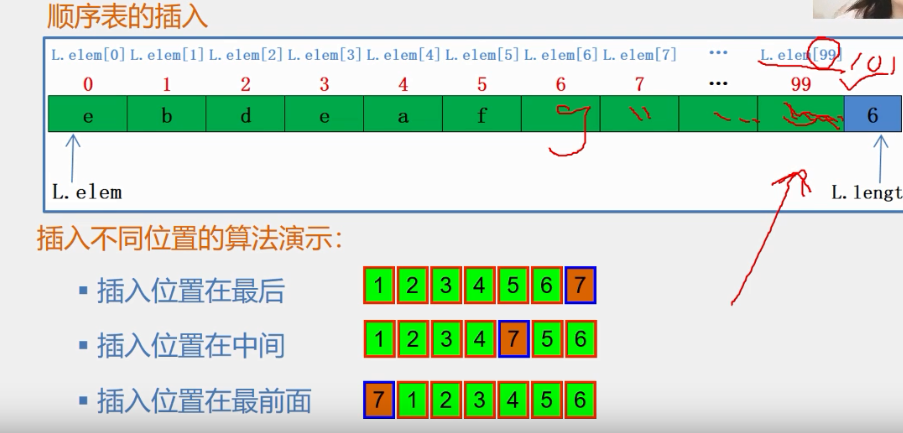 顺序表的插入
L.elem[0] L.elem[1] L.elem[2] L.elem[3] L.elem[4] L.elem[5] L.elem[6] L.elem[7] … L.elem[99] 101
0 1 2 3 4 5 6 7 … 99
e b d e a f g 6
L.elem L.lengt
插入不同位置的算法演示:
▪ 插入位置在最后 1 2 3 4 5 6 7
▪ 插入位置在中间 1 2 3 4 7 5 6
▪ 插入位置在最前面 7 1 2 3 4 5 6